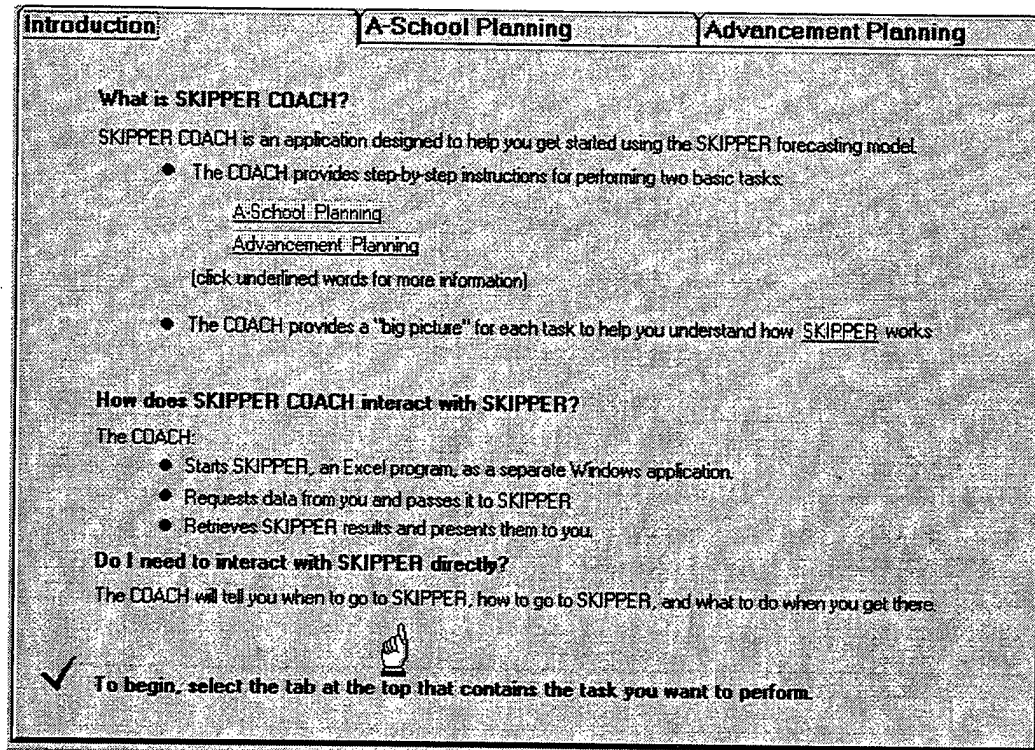 Introduction
A-School Planning
Advancement Planning
What is SKIPPER COACH?
SKIPPER COACH is an application designed to help you get started using the SKIPPER forecasting model.
• The COACH provides step-by-step instructions for performing two basic tasks:
A-School Planning
Advancement Planning
(click underlined words for more information)
• The COACH provides a "big picture" for each task to help you understand how SKIPPER works
How does SKIPPER COACH interact with SKIPPER?
The COACH:
• Starts SKIPPER, an Excel program, as a separate Windows application.
• Requests data from you and passes it to SKIPPER
• Retrieves SKIPPER results and presents them to you.
Do I need to interact with SKIPPER directly?
The COACH will tell you when to go to SKIPPER, how to go to SKIPPER, and what to do when you get there.
To begin, select the tab at the top that contains the task you want to perform.